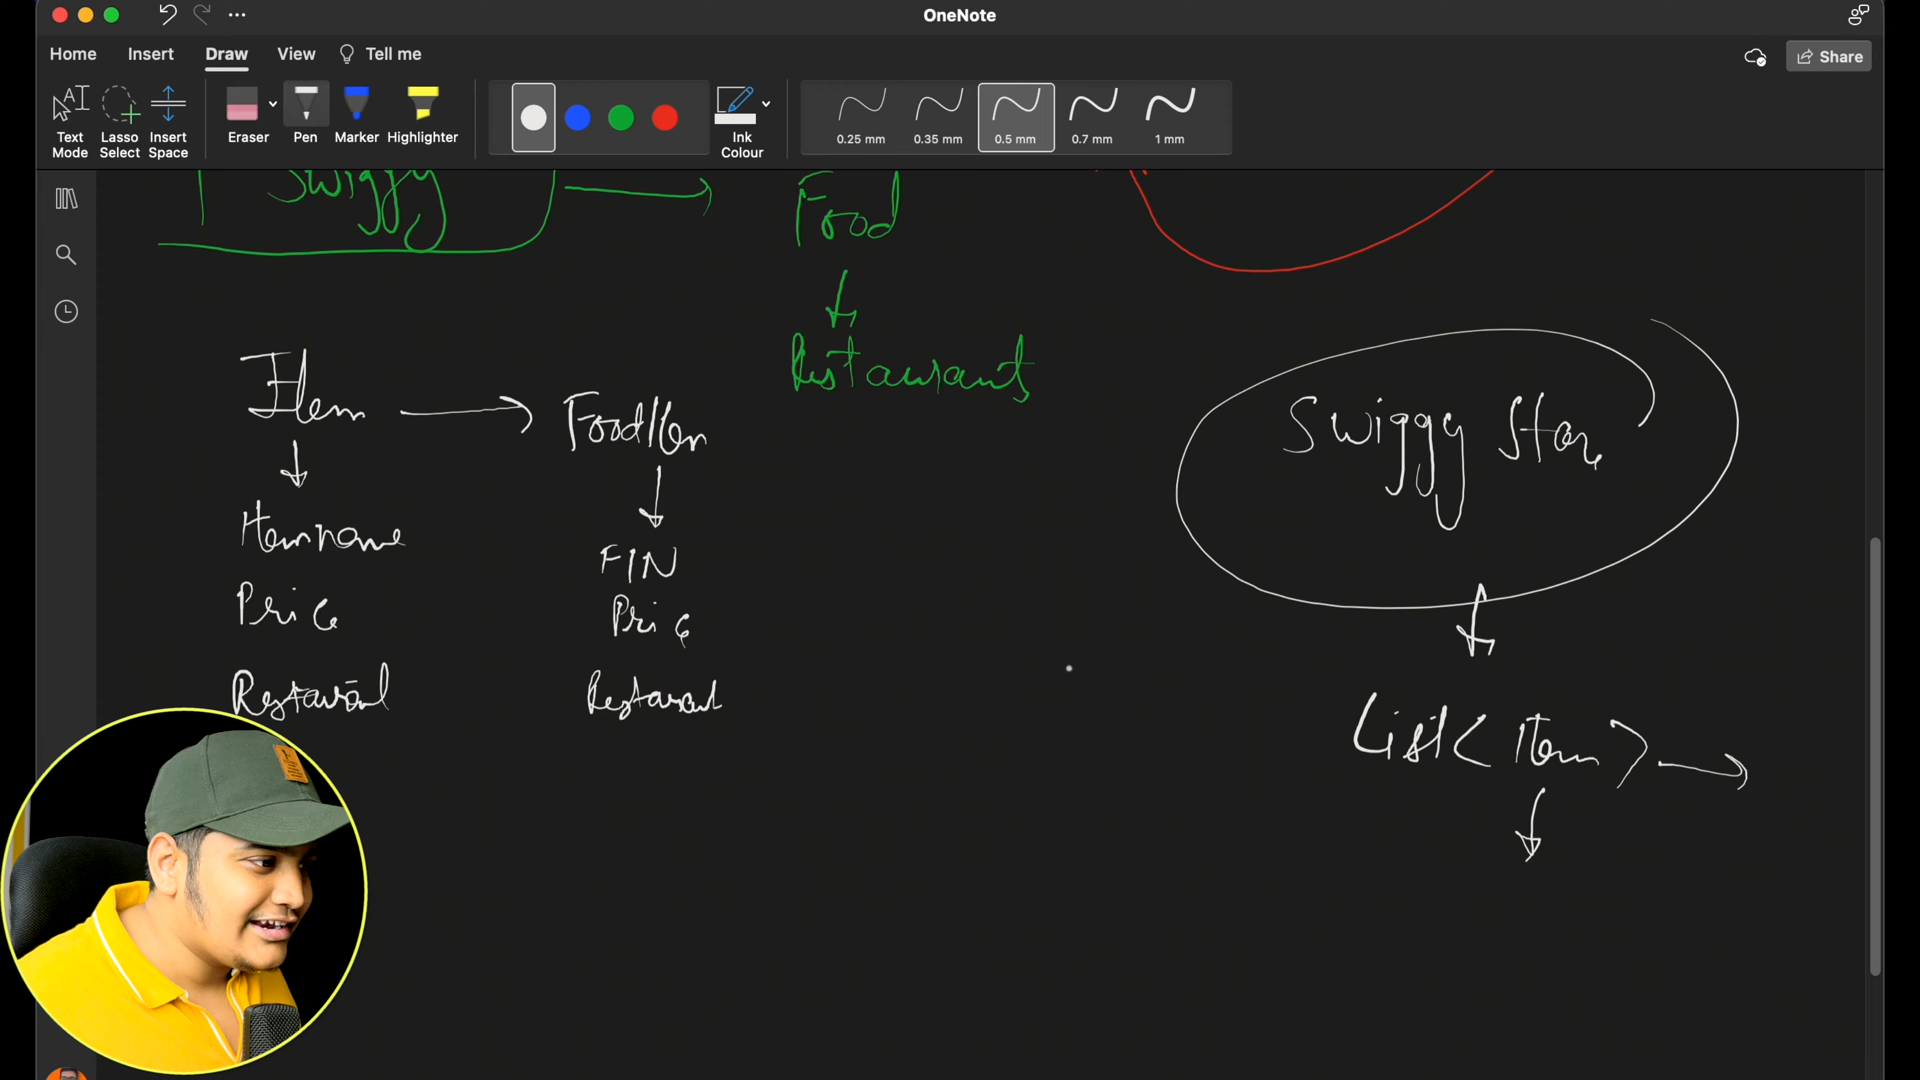 OneNote
Home Insert Draw View Tell me
Share
Text Mode
Lasso Select
Insert Space
Eraser
Pen
Marker
Highlighter
Ink Colour
0.25 mm
0.35 mm
0.5 mm
0.7 mm
1 mm
Swiggy
Food
Restaurants
Item
FoodItem
Swiggy Store
Itemname
FIN
Price
Price
Restaurant
Restaurant
List<Item>